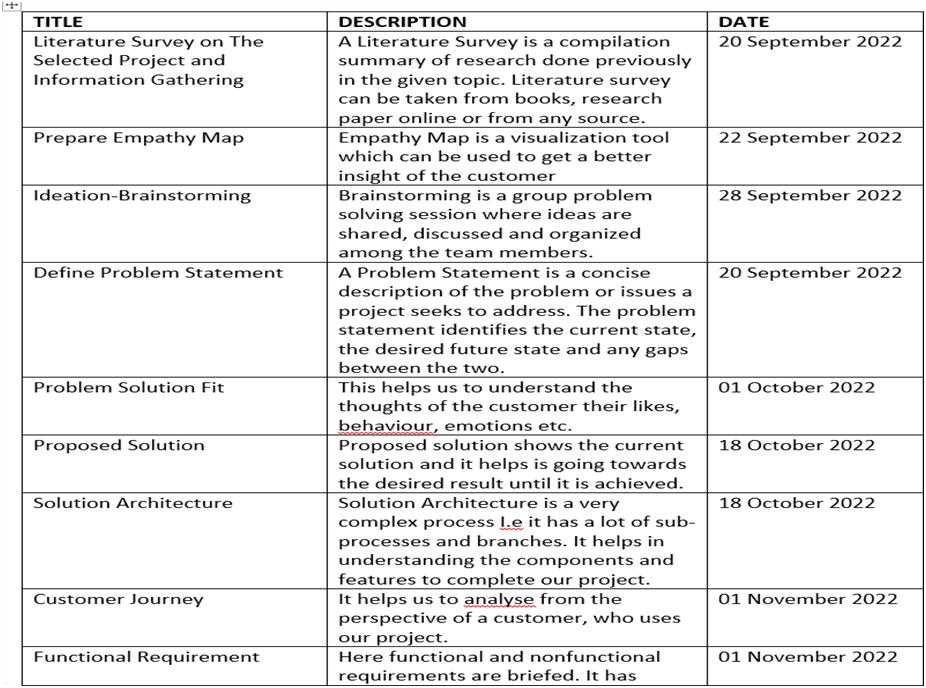 TITLE DESCRIPTION DATE
Literature Survey on The
Selected Project and
Information Gathering
A Literature Survey is a compilation
summary of research done previously
in the given topic. Literature survey
can be taken from books, research
paper online or from any source.
20 September 2022
Prepare Empathy Map
Empathy Map is a visualization tool
which can be used to get a better
insight of the customer
22 September 2022
Ideation-Brainstorming
Brainstorming is a group problem
solving session where ideas are
shared, discussed and organized
among the team members.
28 September 2022
Define Problem Statement
A Problem Statement is a concise
description of the problem or issues a
project seeks to address. The problem
statement identifies the current state,
the desired future state and any gaps
between the two.
20 September 2022
Problem Solution Fit
This helps us to understand the
thoughts of the customer their likes,
behaviour, emotions etc.
01 October 2022
Proposed Solution
Proposed solution shows the current
solution and it helps is going towards
the desired result until it is achieved.
18 October 2022
Solution Architecture
Solution Architecture is a very
complex process I.e it has a lot of sub-
processes and branches. It helps in
understanding the components and
features to complete our project.
18 October 2022
Customer Journey
It helps us to analyse from the
perspective of a customer, who uses
our project.
01 November 2022
Functional Requirement
Here functional and nonfunctional
requirements are briefed. It has
01 November 2022